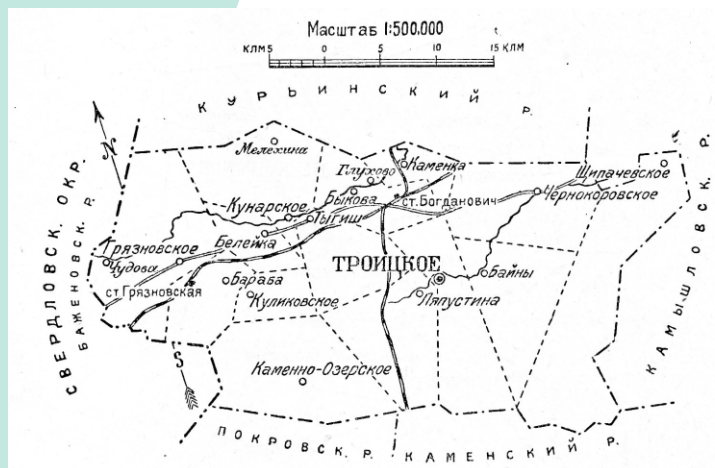 Масштаб 1:500.000
КЛМ 5 0 5 10 15 КЛМ
КУРЬИНСКИЙ Р.
N
Мелехина
Глухово
Каменка
Щипачевское
Быкова
ст. Богданович
Чернокоровское
Кунарское
Тыгиш
Белейка
Грязновское
Чудова
ТРОИЦКОЕ
Байны
Бараба
ст Грязновская
Куликовское
Ляпустина
СВЕРДЛОВСК. ОКР.
БАЖЕНОВСК. Р.
КАМЫШЛОВСК. Р.
S
Каменно-Озерское
ПОКРОВСК. Р.
КАМЕНСКИЙ Р.